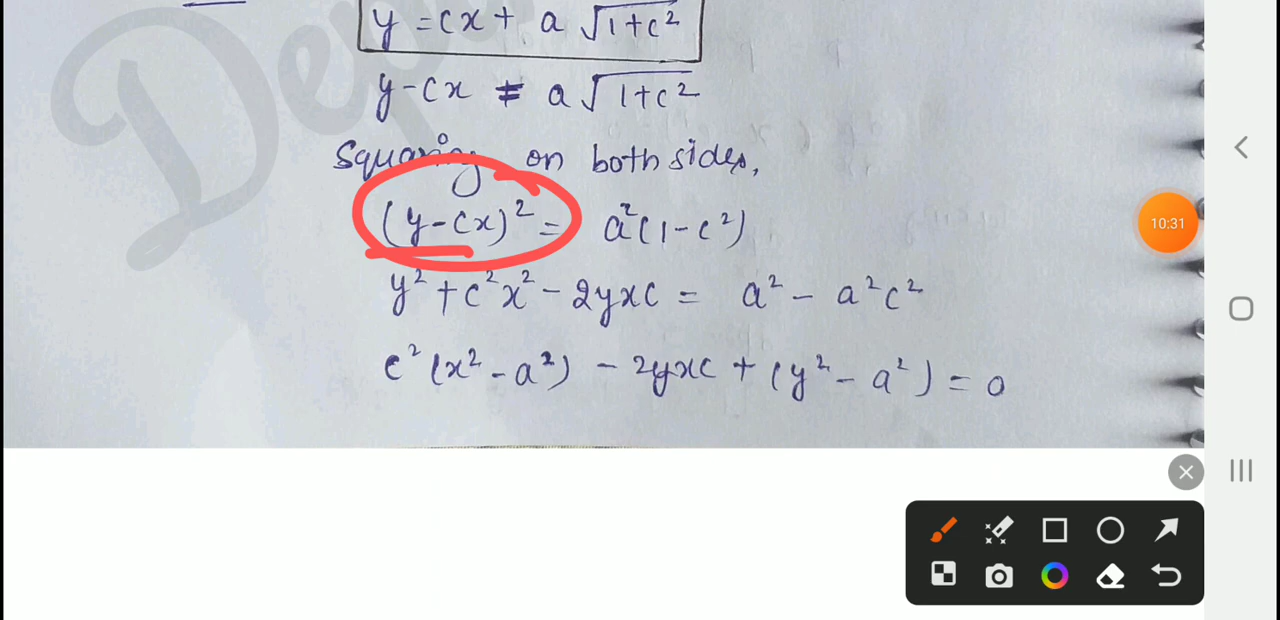 y = cx + a √1+c²
y-cx = a √1+c²
Squaring on both sides,
(y-cx)² = a²(1-c²)
y² + c²x² - 2yxc = a² - a²c²
c² (x² - a²) - 2yxc + (y² - a²) = 0
10:31